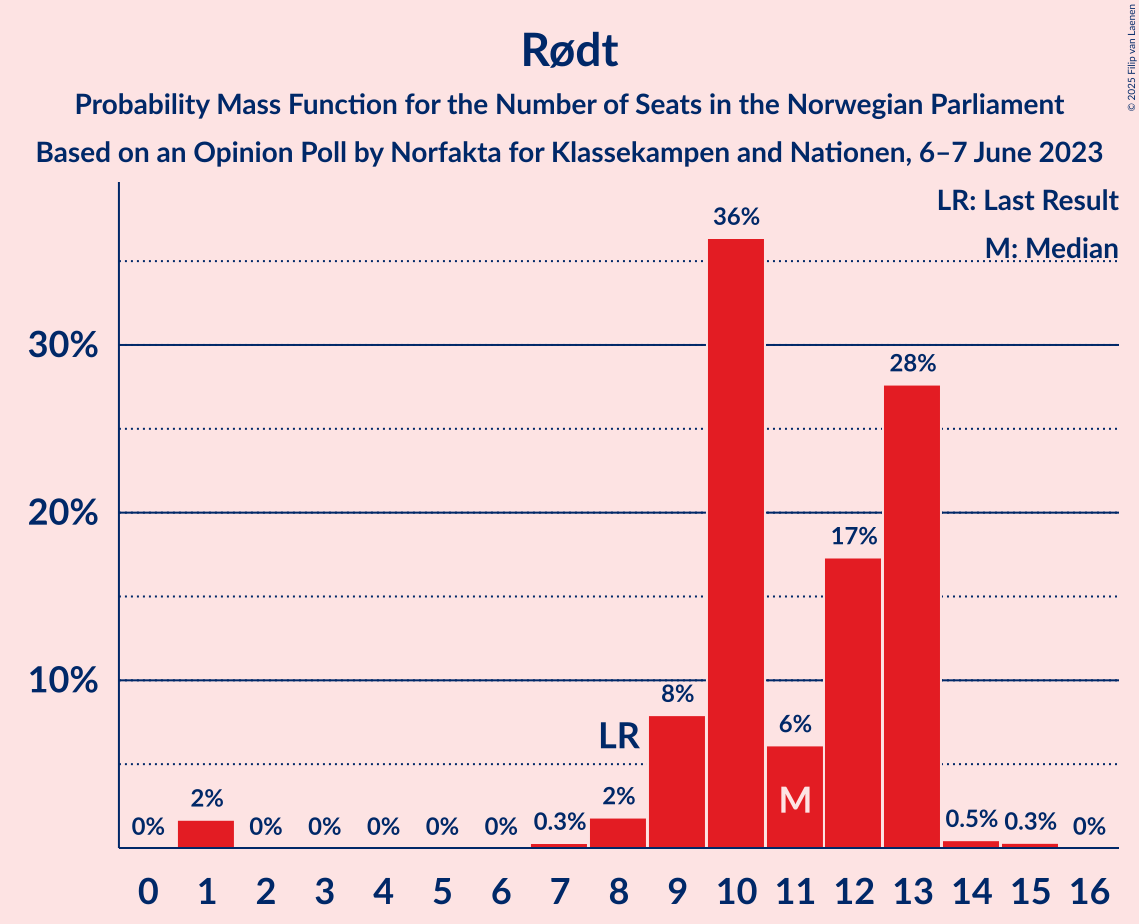 Rødt
Probability Mass Function for the Number of Seats in the Norwegian Parliament
Based on an Opinion Poll by Norfakta for Klassekampen and Nationen, 6–7 June 2023
© 2025 Filip van Laenen
LR: Last Result
M: Median
30%
20%
10%
0%
2%
0%
0%
0%
0%
0%
0.3%
2%
LR
8%
36%
6%
M
17%
28%
0.5%
0.3%
0%
0 1 2 3 4 5 6 7 8 9 10 11 12 13 14 15 16